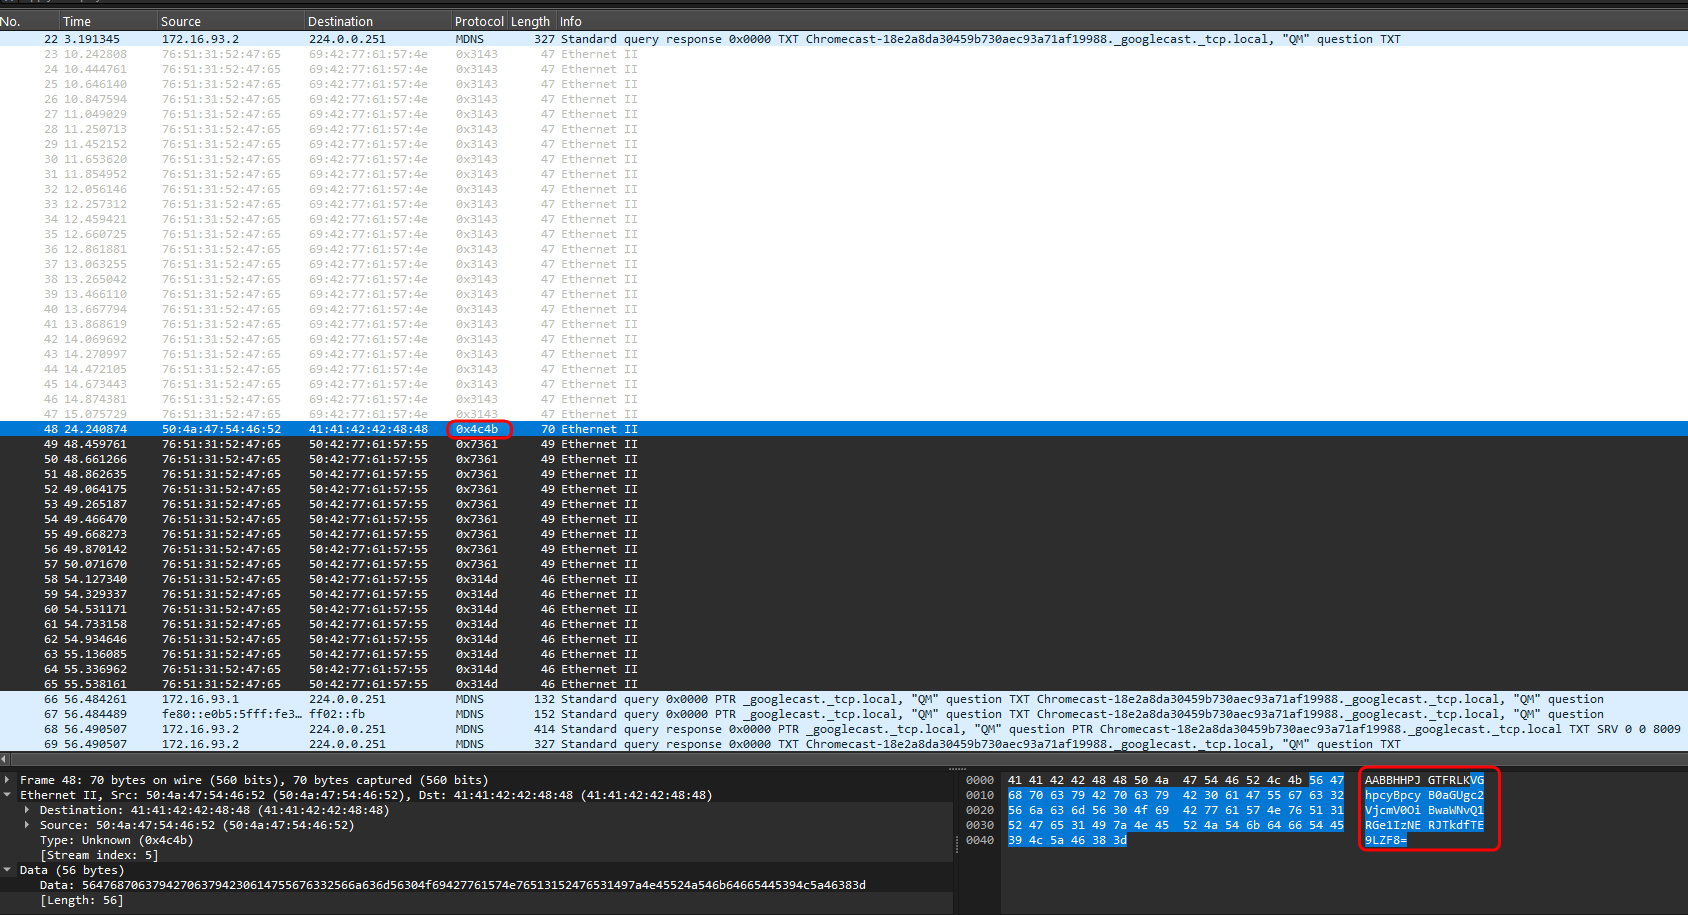 No. Time Source Destination Protocol Length Info
22 3.191345 172.16.93.2 224.0.0.251 MDNS 327 Standard query response 0x0000 TXT Chromecast-18e2a8da30459b730aec93a71af19988._googlecast._tcp.local, "QM" question TXT
23 10.242808 76:51:31:52:47:65 69:42:77:61:57:4e 0x3143 47 Ethernet II
24 10.444761 76:51:31:52:47:65 69:42:77:61:57:4e 0x3143 47 Ethernet II
25 10.646140 76:51:31:52:47:65 69:42:77:61:57:4e 0x3143 47 Ethernet II
26 10.847594 76:51:31:52:47:65 69:42:77:61:57:4e 0x3143 47 Ethernet II
27 11.049029 76:51:31:52:47:65 69:42:77:61:57:4e 0x3143 47 Ethernet II
28 11.250713 76:51:31:52:47:65 69:42:77:61:57:4e 0x3143 47 Ethernet II
29 11.452152 76:51:31:52:47:65 69:42:77:61:57:4e 0x3143 47 Ethernet II
30 11.653620 76:51:31:52:47:65 69:42:77:61:57:4e 0x3143 47 Ethernet II
31 11.854952 76:51:31:52:47:65 69:42:77:61:57:4e 0x3143 47 Ethernet II
32 12.056146 76:51:31:52:47:65 69:42:77:61:57:4e 0x3143 47 Ethernet II
33 12.257312 76:51:31:52:47:65 69:42:77:61:57:4e 0x3143 47 Ethernet II
34 12.459421 76:51:31:52:47:65 69:42:77:61:57:4e 0x3143 47 Ethernet II
35 12.660725 76:51:31:52:47:65 69:42:77:61:57:4e 0x3143 47 Ethernet II
36 12.861881 76:51:31:52:47:65 69:42:77:61:57:4e 0x3143 47 Ethernet II
37 13.063255 76:51:31:52:47:65 69:42:77:61:57:4e 0x3143 47 Ethernet II
38 13.265042 76:51:31:52:47:65 69:42:77:61:57:4e 0x3143 47 Ethernet II
39 13.466110 76:51:31:52:47:65 69:42:77:61:57:4e 0x3143 47 Ethernet II
40 13.667794 76:51:31:52:47:65 69:42:77:61:57:4e 0x3143 47 Ethernet II
41 13.868619 76:51:31:52:47:65 69:42:77:61:57:4e 0x3143 47 Ethernet II
42 14.069692 76:51:31:52:47:65 69:42:77:61:57:4e 0x3143 47 Ethernet II
43 14.270997 76:51:31:52:47:65 69:42:77:61:57:4e 0x3143 47 Ethernet II
44 14.472105 76:51:31:52:47:65 69:42:77:61:57:4e 0x3143 47 Ethernet II
45 14.673443 76:51:31:52:47:65 69:42:77:61:57:4e 0x3143 47 Ethernet II
46 14.874381 76:51:31:52:47:65 69:42:77:61:57:4e 0x3143 47 Ethernet II
47 15.075729 76:51:31:52:47:65 69:42:77:61:57:4e 0x3143 47 Ethernet II
48 24.240874 50:4a:47:54:46:52 41:41:42:42:48:48 0x4c4b 70 Ethernet II
49 48.459761 76:51:31:52:47:65 50:42:77:61:57:55 0x7361 49 Ethernet II
50 48.661266 76:51:31:52:47:65 50:42:77:61:57:55 0x7361 49 Ethernet II
51 48.862635 76:51:31:52:47:65 50:42:77:61:57:55 0x7361 49 Ethernet II
52 49.064175 76:51:31:52:47:65 50:42:77:61:57:55 0x7361 49 Ethernet II
53 49.265187 76:51:31:52:47:65 50:42:77:61:57:55 0x7361 49 Ethernet II
54 49.466470 76:51:31:52:47:65 50:42:77:61:57:55 0x7361 49 Ethernet II
55 49.668273 76:51:31:52:47:65 50:42:77:61:57:55 0x7361 49 Ethernet II
56 49.870142 76:51:31:52:47:65 50:42:77:61:57:55 0x7361 49 Ethernet II
57 50.071670 76:51:31:52:47:65 50:42:77:61:57:55 0x7361 49 Ethernet II
58 54.127340 76:51:31:52:47:65 50:42:77:61:57:55 0x314d 46 Ethernet II
59 54.329337 76:51:31:52:47:65 50:42:77:61:57:55 0x314d 46 Ethernet II
60 54.531171 76:51:31:52:47:65 50:42:77:61:57:55 0x314d 46 Ethernet II
61 54.733158 76:51:31:52:47:65 50:42:77:61:57:55 0x314d 46 Ethernet II
62 54.934646 76:51:31:52:47:65 50:42:77:61:57:55 0x314d 46 Ethernet II
63 55.136085 76:51:31:52:47:65 50:42:77:61:57:55 0x314d 46 Ethernet II
64 55.336962 76:51:31:52:47:65 50:42:77:61:57:55 0x314d 46 Ethernet II
65 55.538161 76:51:31:52:47:65 50:42:77:61:57:55 0x314d 46 Ethernet II
66 56.484261 172.16.93.1 224.0.0.251 MDNS 132 Standard query 0x0000 PTR _googlecast._tcp.local, "QM" question TXT Chromecast-18e2a8da30459b730aec93a71af19988._googlecast._tcp.local, "QM" question
67 56.484489 fe80::e0b5:5fff:fe3… ff02::fb MDNS 152 Standard query 0x0000 PTR _googlecast._tcp.local, "QM" question TXT Chromecast-18e2a8da30459b730aec93a71af19988._googlecast._tcp.local, "QM" question
68 56.490507 172.16.93.2 224.0.0.251 MDNS 414 Standard query response 0x0000 PTR _googlecast._tcp.local, "QM" question PTR Chromecast-18e2a8da30459b730aec93a71af19988._googlecast._tcp.local TXT SRV 0 0 8009
69 56.490507 172.16.93.2 224.0.0.251 MDNS 327 Standard query response 0x0000 TXT Chromecast-18e2a8da30459b730aec93a71af19988._googlecast._tcp.local, "QM" question TXT
Frame 48: 70 bytes on wire (560 bits), 70 bytes captured (560 bits)
Ethernet II, Src: 50:4a:47:54:46:52 (50:4a:47:54:46:52), Dst: 41:41:42:42:48:48 (41:41:42:42:48:48)
Destination: 41:41:42:42:48:48 (41:41:42:42:48:48)
Source: 50:4a:47:54:46:52 (50:4a:47:54:46:52)
Type: Unknown (0x4c4b)
[Stream index: 5]
Data (56 bytes)
Data: 564768706379427063794230614755676332566a636d56304f69427761574e76513152476531497a4e45524a546b64665445394c5a46383d
[Length: 56]
0000 41 41 42 42 48 48 50 4a 47 54 46 52 4c 4b 56 47 AABBHHPJ GTFRLKVG
0010 68 70 63 79 42 70 63 79 42 30 61 47 55 67 63 32 hpcyBpcy B0aGUgc2
0020 56 6a 63 6d 56 30 4f 69 42 77 61 57 4e 76 51 31 VjcmV0Oi BwaWNvQ1
0030 52 47 65 31 49 7a 4e 45 52 4a 54 6b 64 66 54 45 RGe1IzNE RJTkdfTE
0040 39 4c 5a 46 38 3d 9LZF8=